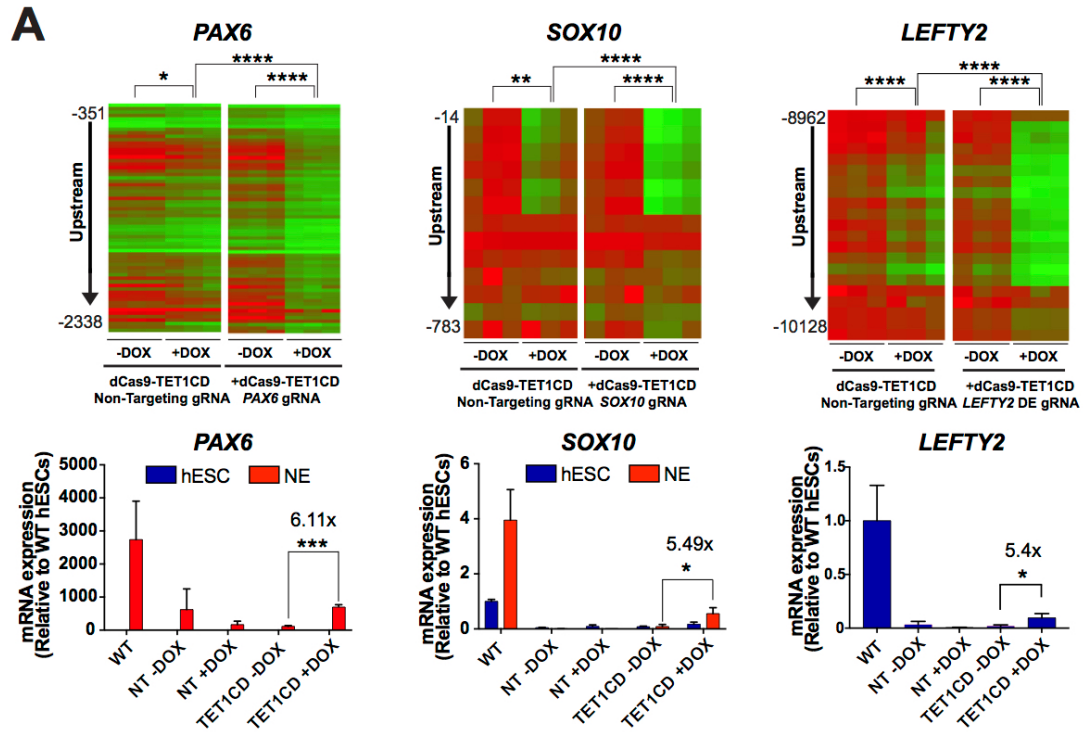 A
PAX6
SOX10
LEFTY2
*
****
****
**
****
****
****
****
****
-351
Upstream
-2338
-14
Upstream
-783
-8962
Upstream
-10128
-DOX +DOX -DOX +DOX
dCas9-TET1CD
Non-Targeting gRNA
+dCas9-TET1CD
PAX6 gRNA
-DOX +DOX -DOX +DOX
dCas9-TET1CD
Non-Targeting gRNA
+dCas9-TET1CD
SOX10 gRNA
-DOX +DOX -DOX +DOX
dCas9-TET1CD
Non-Targeting gRNA
+dCas9-TET1CD
LEFTY2 DE gRNA
PAX6
mRNA expression
(Relative to WT hESCs)
5000
4000
3000
2000
1000
0
hESC NE
6.11x
***
WT
NT -DOX
NT +DOX
TET1CD -DOX
TET1CD +DOX
SOX10
mRNA expression
(Relative to WT hESCs)
6
4
2
0
hESC NE
5.49x
*
WT
NT -DOX
NT +DOX
TET1CD -DOX
TET1CD +DOX
LEFTY2
mRNA expression
(Relative to WT hESCs)
1.5
1.0
0.5
0
5.4x
*
WT
NT -DOX
NT +DOX
TET1CD -DOX
TET1CD +DOX